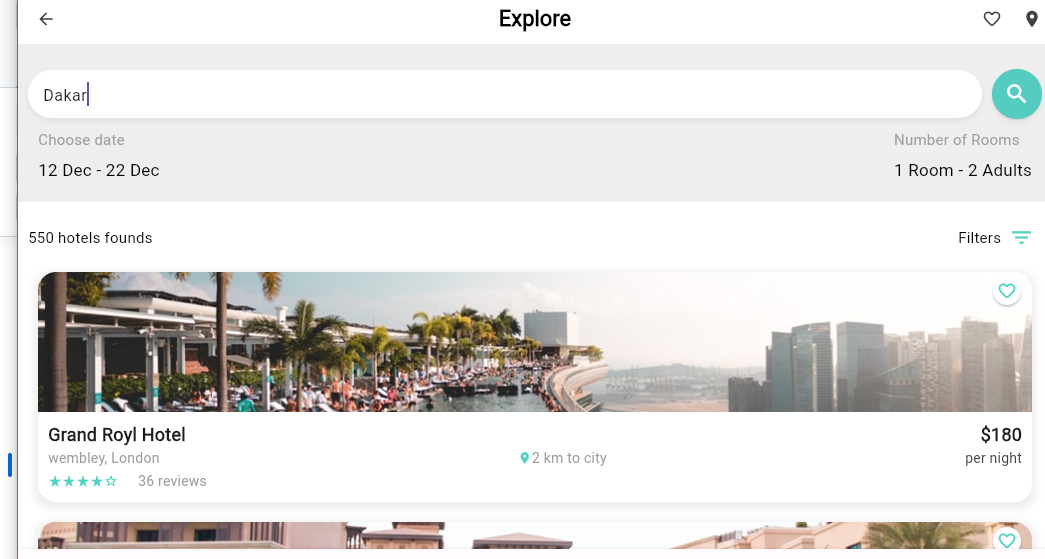 Explore
Dakar
Choose date
Number of Rooms
12 Dec - 22 Dec
1 Room - 2 Adults
550 hotels founds
Filters
Grand Royl Hotel
$180
wembley, London
2 km to city
per night
36 reviews